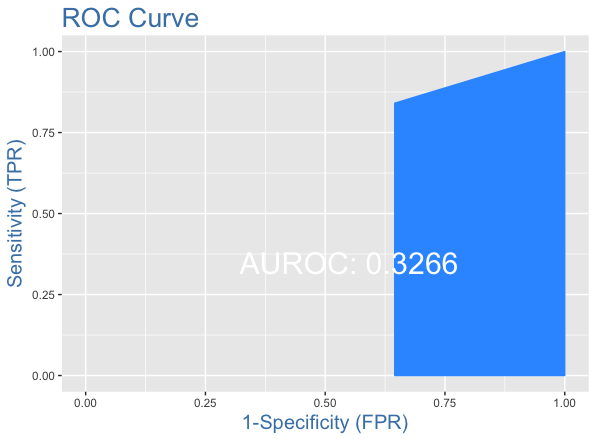 ROC Curve
1.00
0.75
0.50
0.25
0.00
Sensitivity (TPR)
AUROC: 0.3266
0.00 0.25 0.50 0.75 1.00
1-Specificity (FPR)